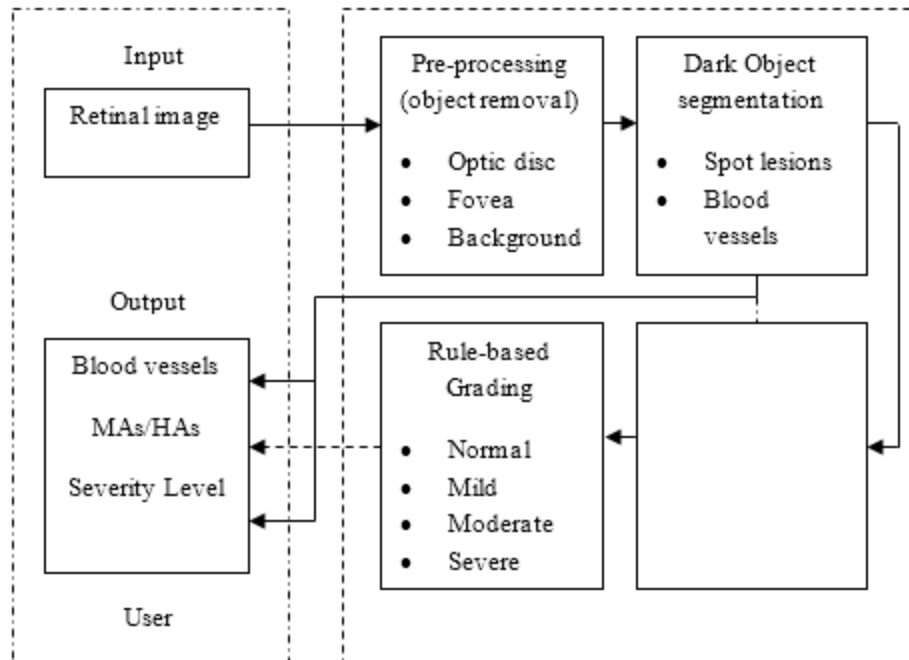 Input
Retinal image
Output
Blood vessels
MAs/HAs
Severity Level
User
Pre-processing
(object removal)
● Optic disc
● Fovea
● Background
Dark Object
segmentation
● Spot lesions
● Blood
vessels
Rule-based
Grading
● Normal
● Mild
● Moderate
● Severe